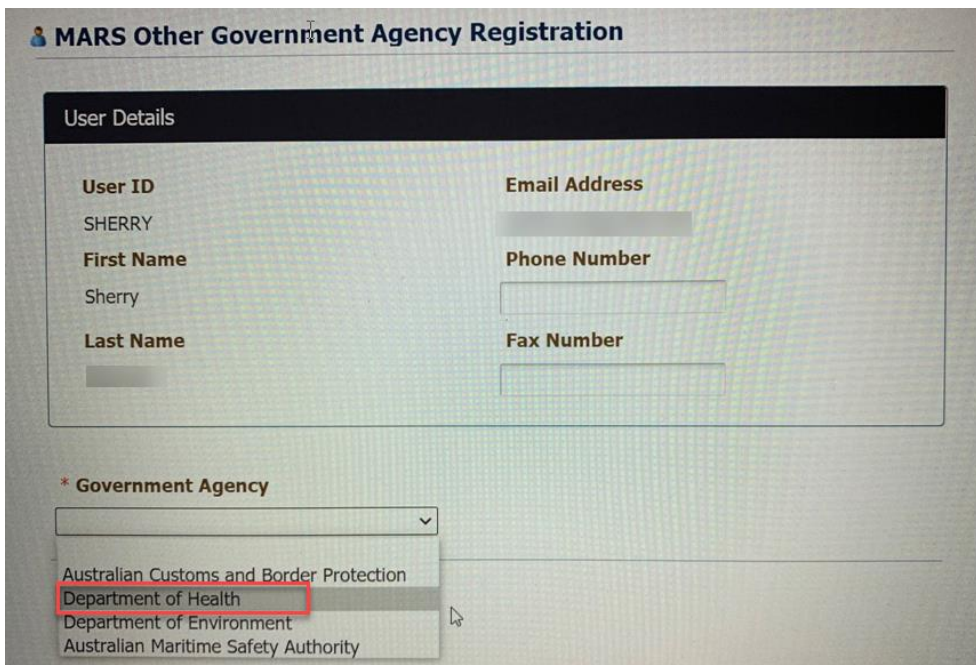 MARS Other Government Agency Registration
User Details
User ID
SHERRY
First Name
Sherry
Last Name
Email Address
Phone Number
Fax Number
* Government Agency
Australian Customs and Border Protection
Department of Health
Department of Environment
Australian Maritime Safety Authority